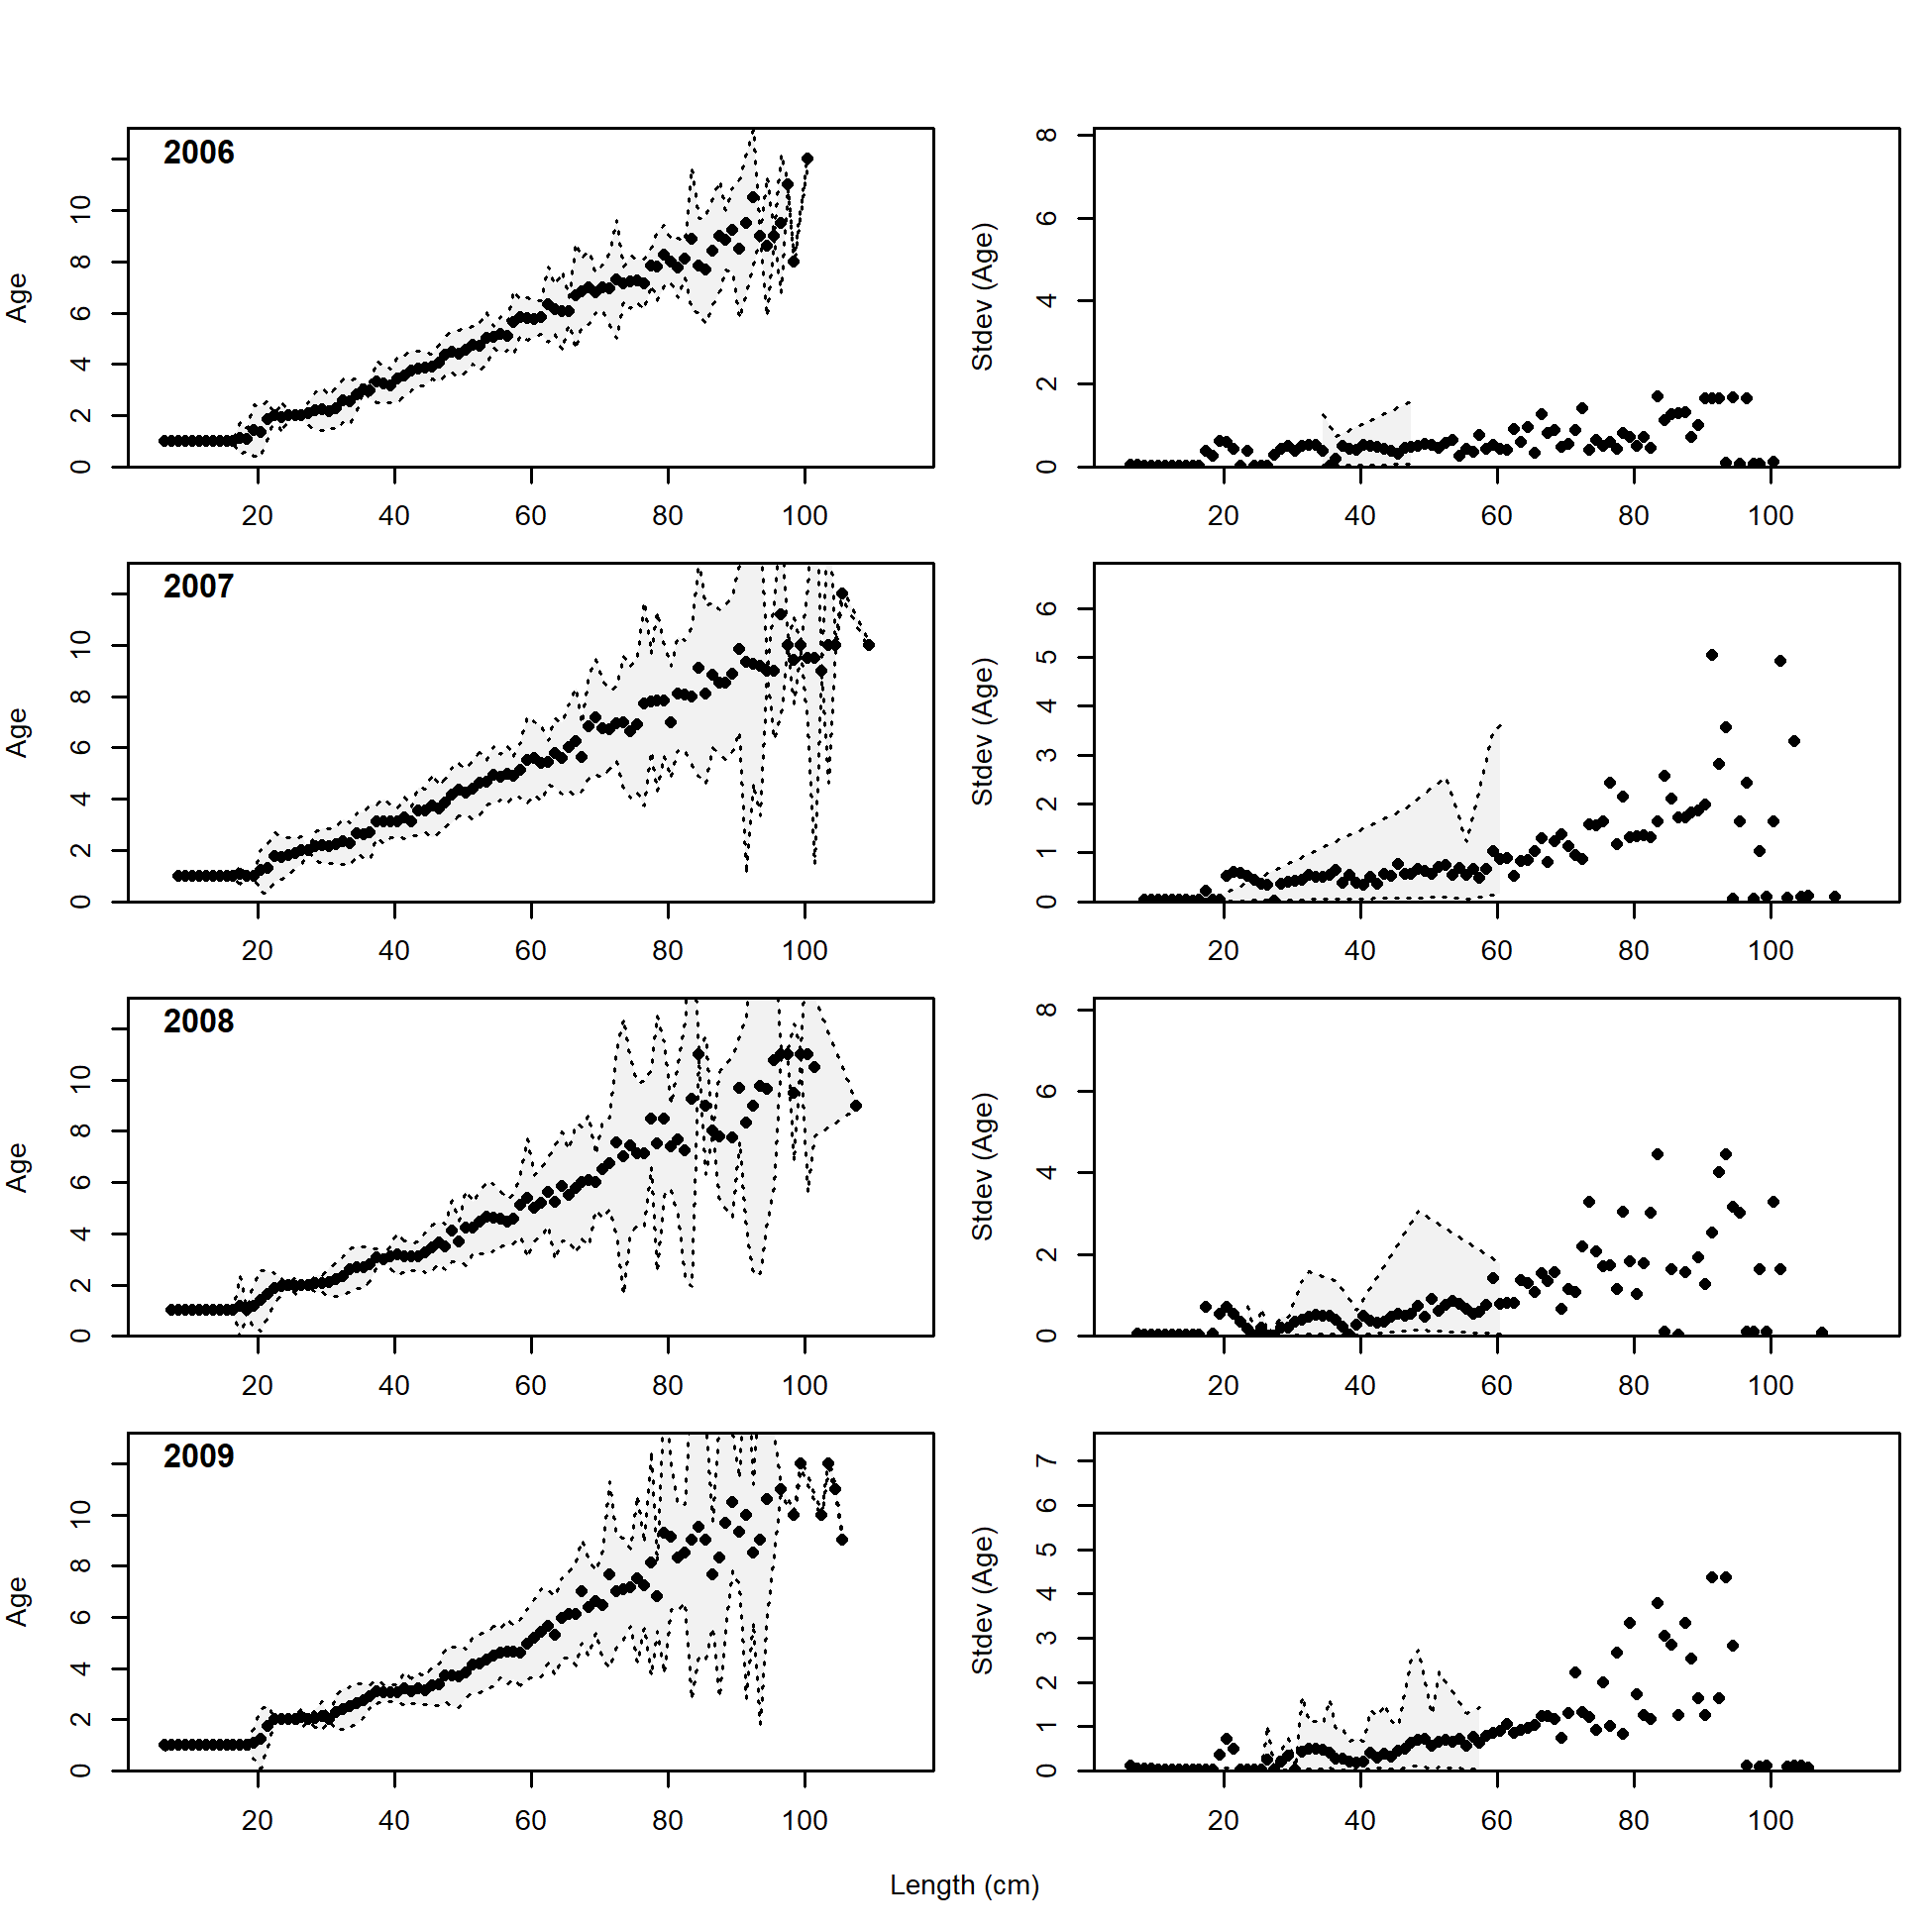 2006
Age
0 2 4 6 8 10
20 40 60 80 100
Stdev (Age)
0 2 4 6 8
20 40 60 80 100
2007
Age
0 2 4 6 8 10
20 40 60 80 100
Stdev (Age)
0 1 2 3 4 5 6
20 40 60 80 100
2008
Age
0 2 4 6 8 10
20 40 60 80 100
Stdev (Age)
0 2 4 6 8
20 40 60 80 100
2009
Age
0 2 4 6 8 10
20 40 60 80 100
Stdev (Age)
0 1 2 3 4 5 6 7
20 40 60 80 100
Length (cm)